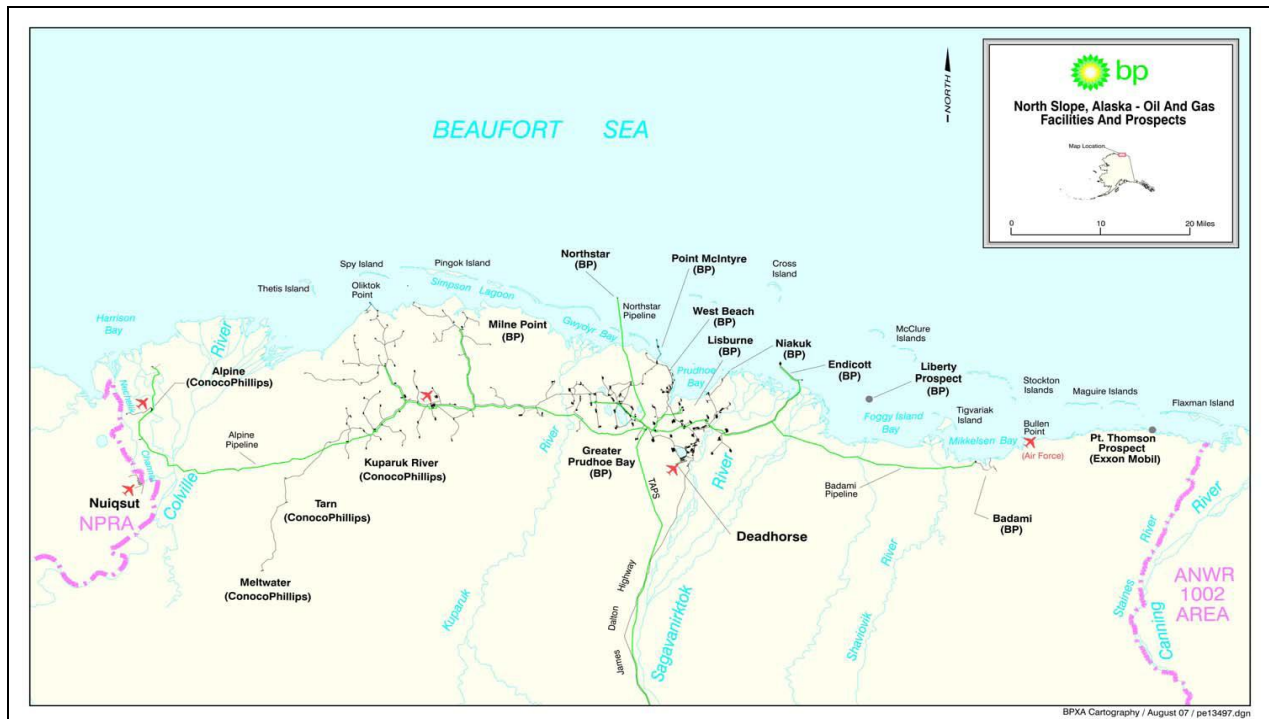 bp
North Slope, Alaska - Oil And Gas
Facilities And Prospects
Map Location
0 10 20 Miles
NORTH
BEAUFORT SEA
Northstar
(BP)
Point McIntyre
(BP)
Cross
Island
Spy Island
Pingok Island
Thetis Island
Oliktok
Point
Simpson Lagoon
Northstar
Pipeline
West Beach
(BP)
Harrison
Bay
River
Milne Point
(BP)
Gwydyr Bay
Lisburne
(BP)
Niakuk
(BP)
McClure
Islands
Prudhoe
Bay
Endicott
(BP)
Liberty
Prospect
(BP)
Alpine
(ConocoPhillips)
Stockton
Islands
Maguire Islands
Flaxman Island
Foggy Island
Bay
Tigvariak
Island
Bullen
Point
(Air Force)
Mikkelsen Bay
Pt. Thomson
Prospect
(Exxon Mobil)
Alpine
Pipeline
Kuparuk River
(ConocoPhillips)
River
Greater
Prudhoe Bay
(BP)
TAPS
River
Badami
Pipeline
Nuiqsut
NPRA
Colville
Tarn
(ConocoPhillips)
Deadhorse
Badami
(BP)
River
River
River
Meltwater
(ConocoPhillips)
Kuparuk
James Dalton Highway
Sagavanirktok
Shaviovik
Staines
Canning
ANWR
1002
AREA
BPXA Cartography / August 07 / pe13497.dgn